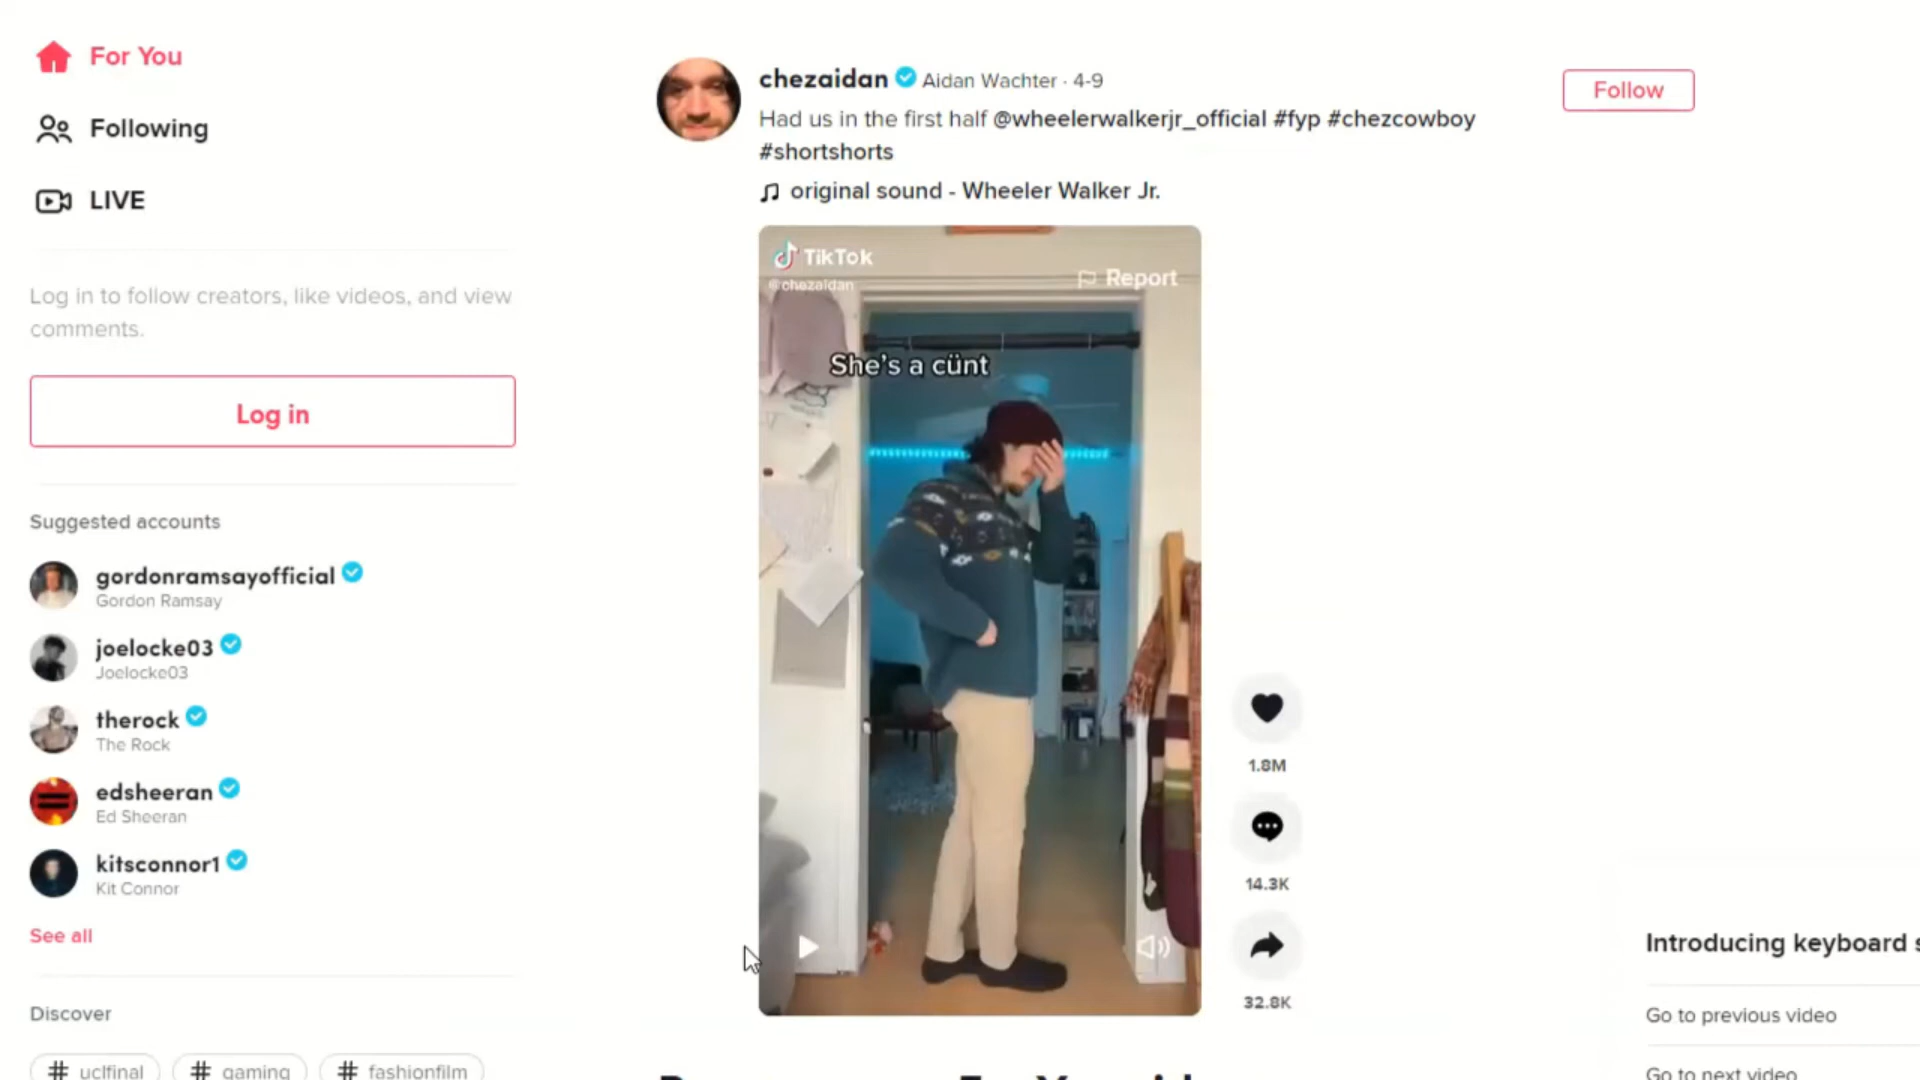 For You
Following
LIVE
Log in to follow creators, like videos, and view
comments.
Log in
Suggested accounts
gordonramsayofficial
Gordon Ramsay
joelocke03
Joelocke03
therock
The Rock
edsheeran
Ed Sheeran
kitsconnor1
Kit Connor
See all
Discover
# uclfinal
# gaming
# fashionfilm
chezaidan Aidan Wachter · 4-9
Follow
Had us in the first half @wheelerwalkerjr_official #fyp #chezcowboy
#shortshorts
original sound - Wheeler Walker Jr.
TikTok
@chezaidan
Report
She's a cünt
1.8M
14.3K
32.8K
Introducing keyboard
Go to previous video
Go to next video